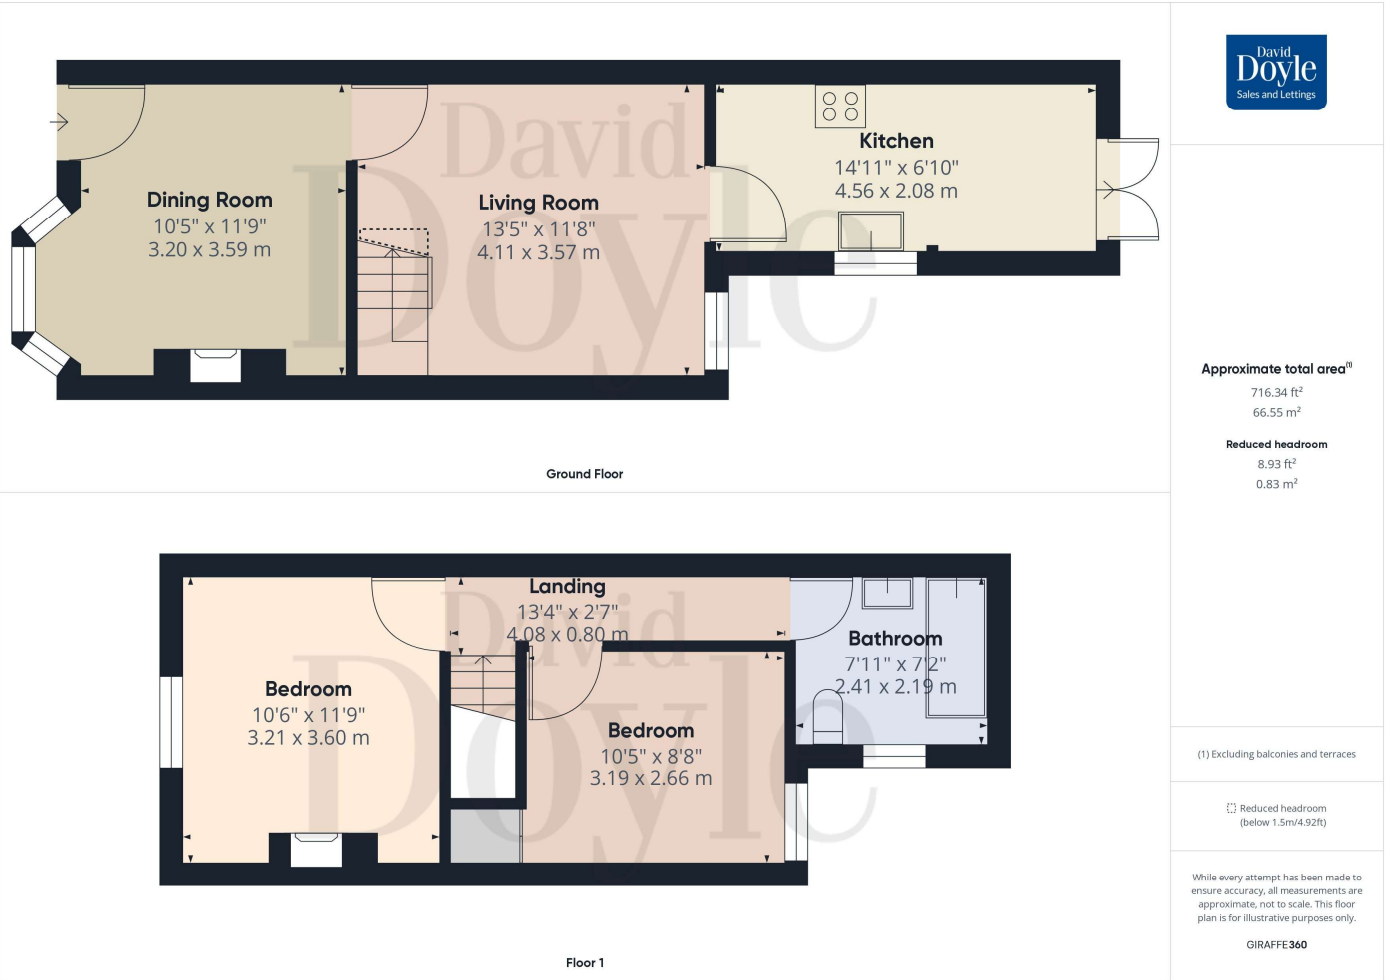 David
Doyle
Sales and Lettings
David
Doyle
Dining Room
10'5" x 11'9"
3.20 x 3.59 m
Living Room
13'5" x 11'8"
4.11 x 3.57 m
Kitchen
14'11" x 6'10"
4.56 x 2.08 m
Ground Floor
David
Doyle
Landing
13'4" x 2'7"
4.08 x 0.80 m
Bedroom
10'6" x 11'9"
3.21 x 3.60 m
Bedroom
10'5" x 8'8"
3.19 x 2.66 m
Bathroom
7'11" x 7'2"
2.41 x 2.19 m
Floor 1
Approximate total area⁽¹⁾
716.34 ft²
66.55 m²
Reduced headroom
8.93 ft²
0.83 m²
(1) Excluding balconies and terraces
Reduced headroom
(below 1.5m/4.92ft)
While every attempt has been made to
ensure accuracy, all measurements are
approximate, not to scale. This floor
plan is for illustrative purposes only.
GIRAFFE360